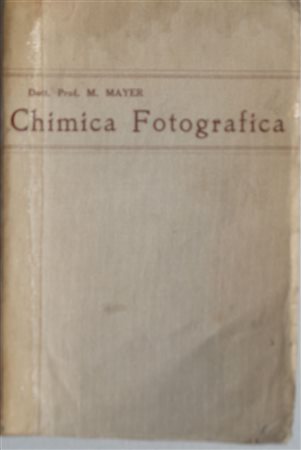 Dott. Prof. M. MAYER
Chimica Fotografica